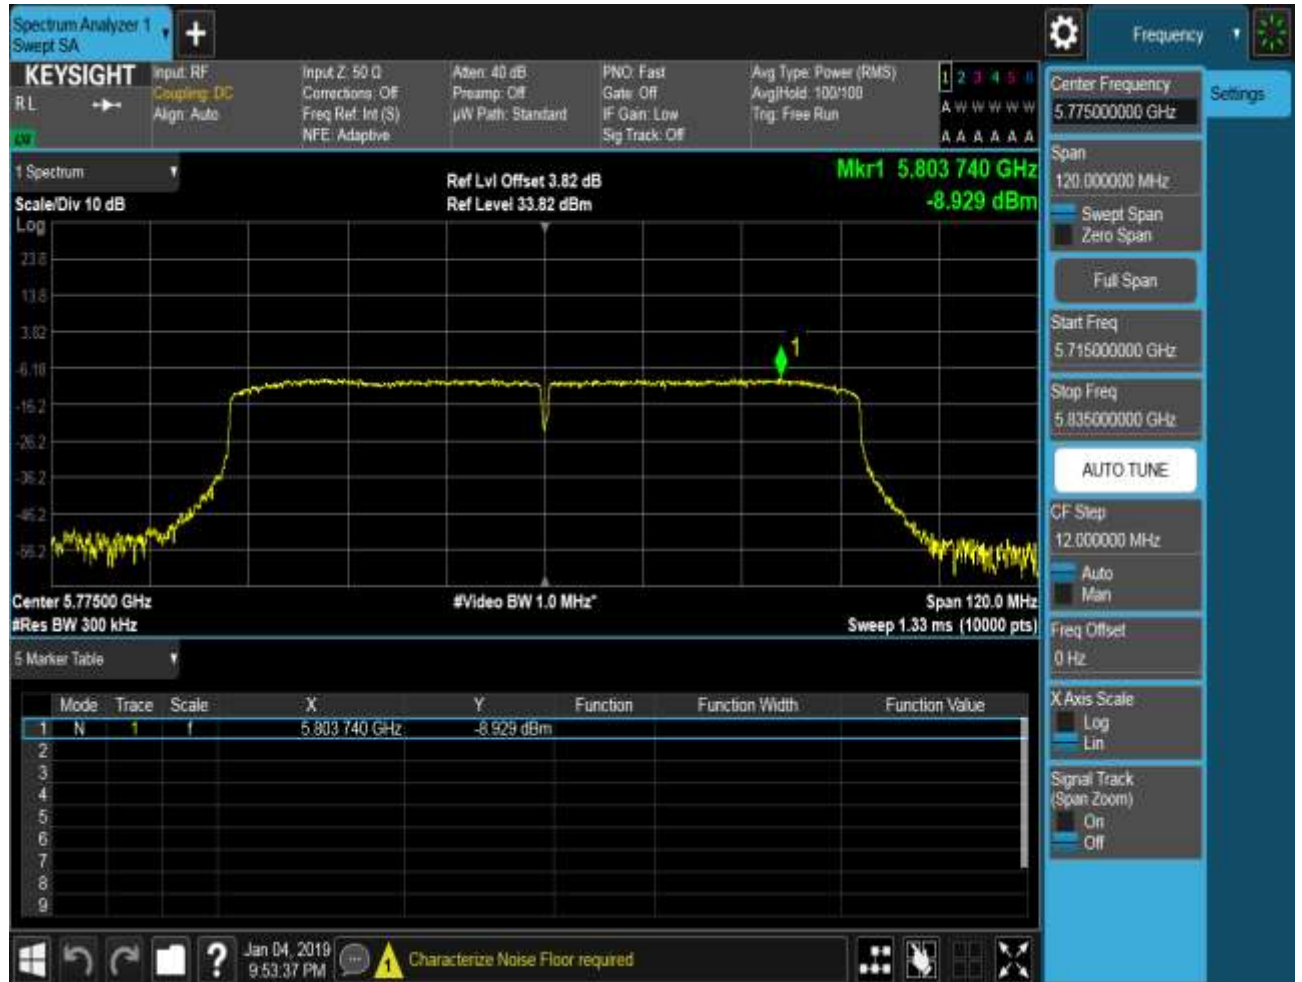 Spectrum Analyzer 1
Swept SA
+
Frequency
KEYSIGHT
Input: RF
Input Z: 50 Ω
Atten: 40 dB
PNO: Fast
Avg Type: Power (RMS)
1 2 3 4 5 6
RL
Coupling: DC
Corrections: Off
Preamp: Off
Gate: Off
Avg|Hold: 100/100
Align: Auto
Freq Ref: Int (S)
µW Path: Standard
IF Gain: Low
Trig: Free Run
A W W W W W
NFE: Adaptive
Sig Track: Off
A A A A A A
1 Spectrum
Ref Lvl Offset 3.82 dB
Mkr1 5.803 740 GHz
Scale/Div 10 dB
Ref Level 33.82 dBm
-8.929 dBm
Log
23.8
13.8
3.82
-6.18
-16.2
-26.2
-36.2
-46.2
-56.2
1
Center 5.77500 GHz
#Video BW 1.0 MHz*
Span 120.0 MHz
#Res BW 300 kHz
Sweep 1.33 ms (10000 pts)
5 Marker Table
Mode Trace Scale X Y Function Function Width Function Value
1 N 1 f 5.803 740 GHz -8.929 dBm
2
3
4
5
6
7
8
9
Center Frequency
5.775000000 GHz
Settings
Span
120.000000 MHz
Swept Span
Zero Span
Full Span
Start Freq
5.715000000 GHz
Stop Freq
5.835000000 GHz
AUTO TUNE
CF Step
12.000000 MHz
Auto
Man
Freq Offset
0 Hz
X Axis Scale
Log
Lin
Signal Track
(Span Zoom)
On
Off
?
Jan 04, 2019
9:53:37 PM
1
Characterize Noise Floor required